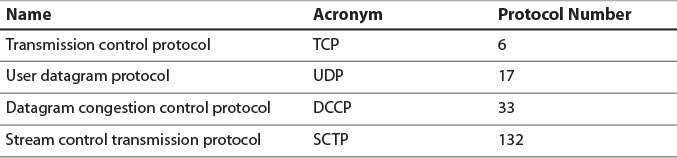 Name Acronym Protocol Number
Transmission control protocol TCP 6
User datagram protocol UDP 17
Datagram congestion control protocol DCCP 33
Stream control transmission protocol SCTP 132